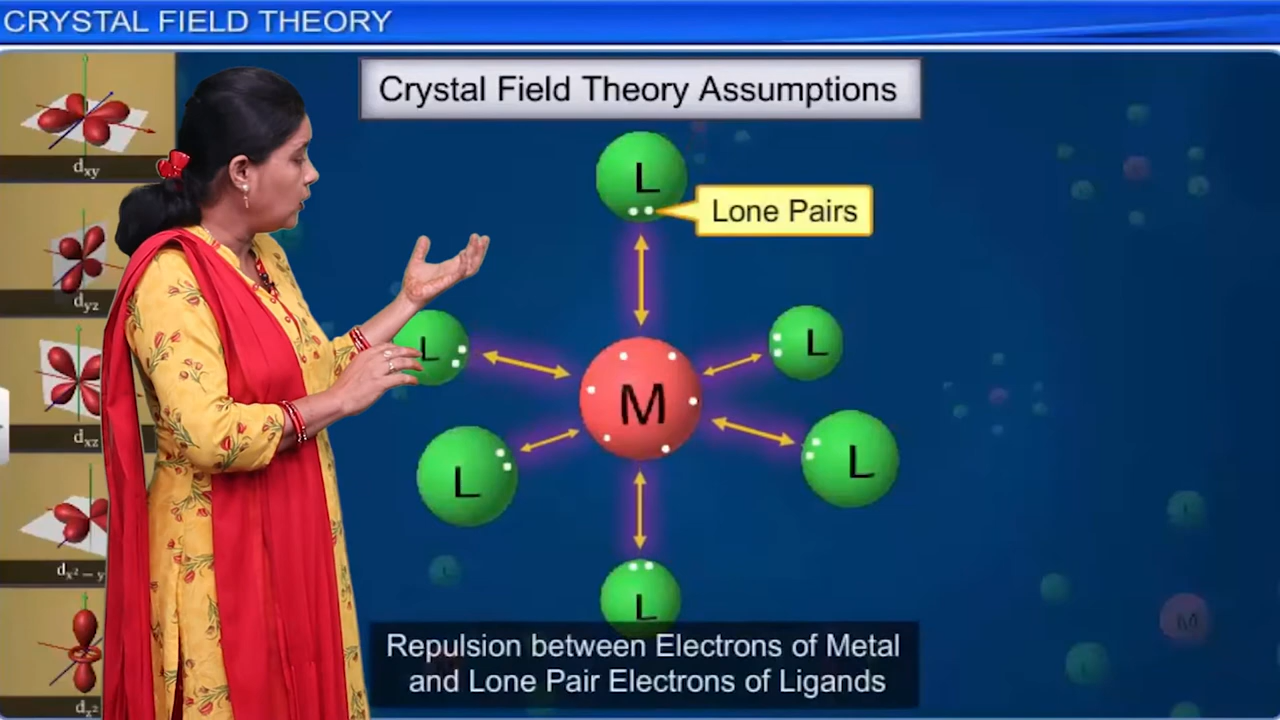 CRYSTAL FIELD THEORY
Crystal Field Theory Assumptions
dxy
dyz
dxz
dx² – y
dz²
L
Lone Pairs
L
L
M
L
L
L
Repulsion between Electrons of Metal
and Lone Pair Electrons of Ligands
M